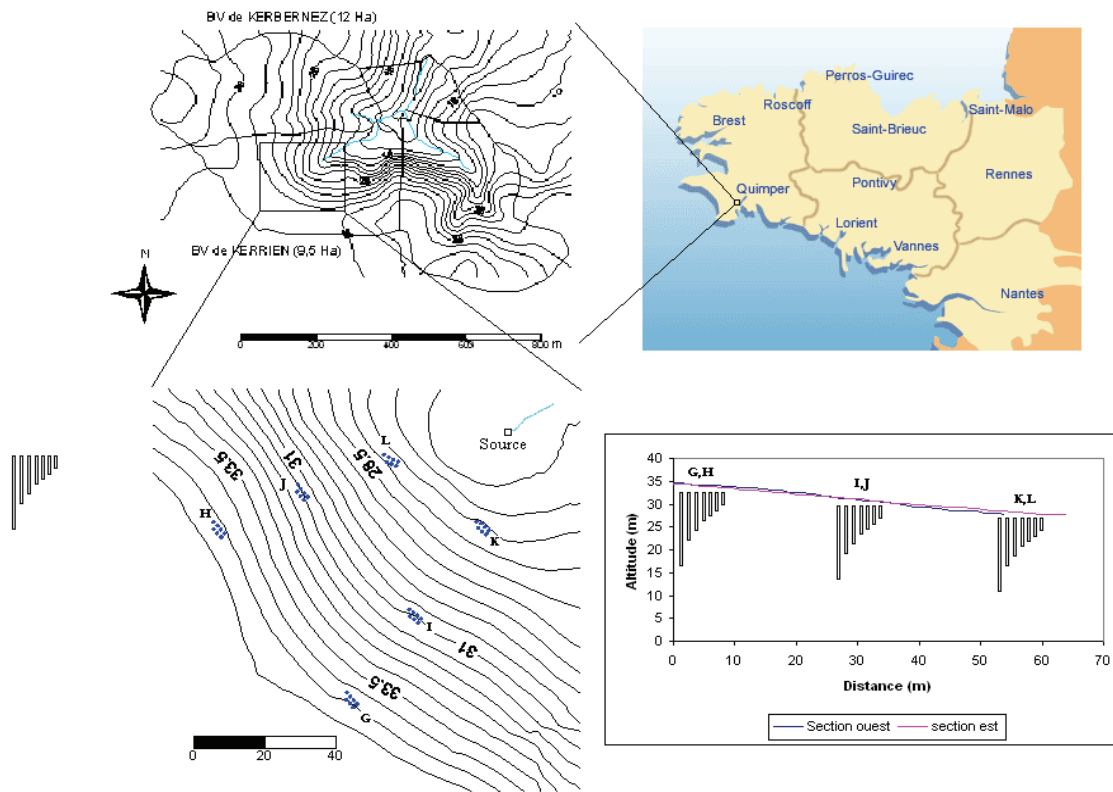 BV de KERBERNEZ (12 Ha)
BV de KERRIEN (9,5 Ha)
N
0 200 400 600 800 m
Perros-Guirec
Roscoff
Saint-Malo
Brest
Saint-Brieuc
Rennes
Quimper
Pontivy
Lorient
Vannes
Nantes
Source
L
28.5
31
33.5
J
H
K
I
31
33.5
G
0 20 40
G,H
I,J
K,L
Altitude (m)
40
35
30
25
20
15
10
5
0
0 10 20 30 40 50 60 70
Distance (m)
Section ouest section est